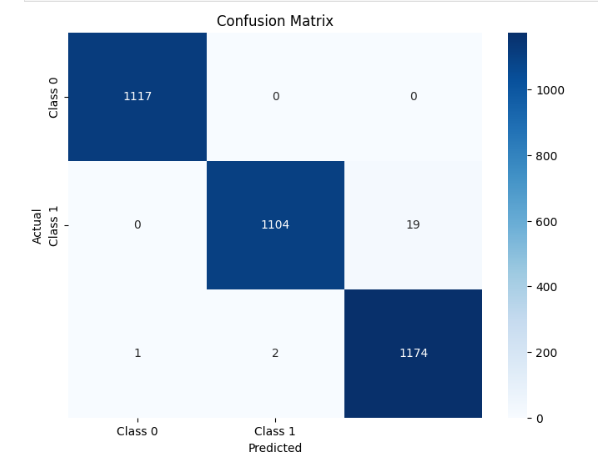 Confusion Matrix
Class 0
1117
0
0
Actual
Class 1
0
1104
19
1
2
1174
Class 0
Class 1
Predicted
1000
800
600
400
200
0